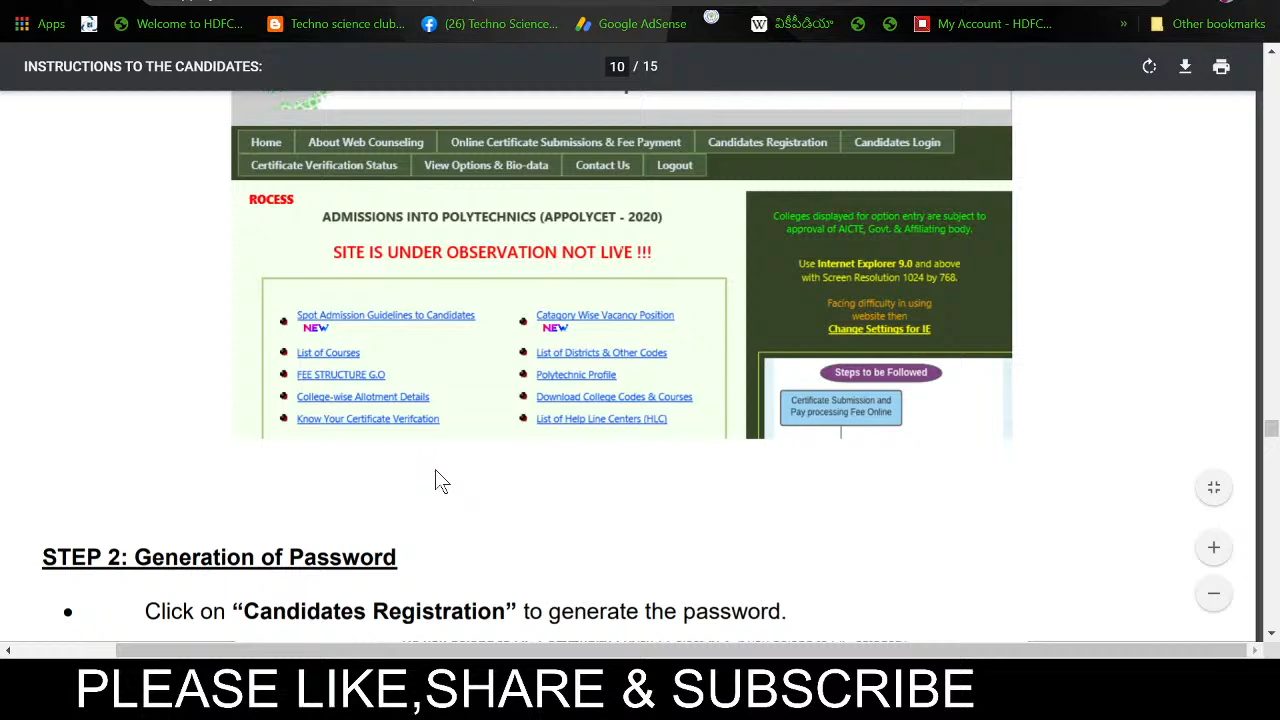 Apps
Welcome to HDFC...
Techno science club...
(26) Techno Science...
Google AdSense
W
వికీపీడియా
My Account - HDFC...
»
Other bookmarks
INSTRUCTIONS TO THE CANDIDATES:
10 / 15
Home
About Web Counseling
Online Certificate Submissions & Fee Payment
Candidates Registration
Candidates Login
Certificate Verification Status
View Options & Bio-data
Contact Us
Logout
ROCESS
ADMISSIONS INTO POLYTECHNICS (APPOLYCET - 2020)
SITE IS UNDER OBSERVATION NOT LIVE !!!
Spot Admission Guidelines to Candidates
NEW
List of Courses
FEE STRUCTURE G.O
College-wise Allotment Details
Know Your Certificate Verifcation
Catagory Wise Vacancy Position
NEW
List of Districts & Other Codes
Polytechnic Profile
Download College Codes & Courses
List of Help Line Centers (HLC)
Colleges displayed for option entry are subject to
approval of AICTE, Govt. & Affiliating body.
Use Internet Explorer 9.0 and above
with Screen Resolution 1024 by 768.
Facing difficulty in using
website then
Change Settings for IE
Steps to be Followed
Certificate Submission and
Pay processing Fee Online
STEP 2: Generation of Password
• Click on “Candidates Registration” to generate the password.
PLEASE LIKE,SHARE & SUBSCRIBE